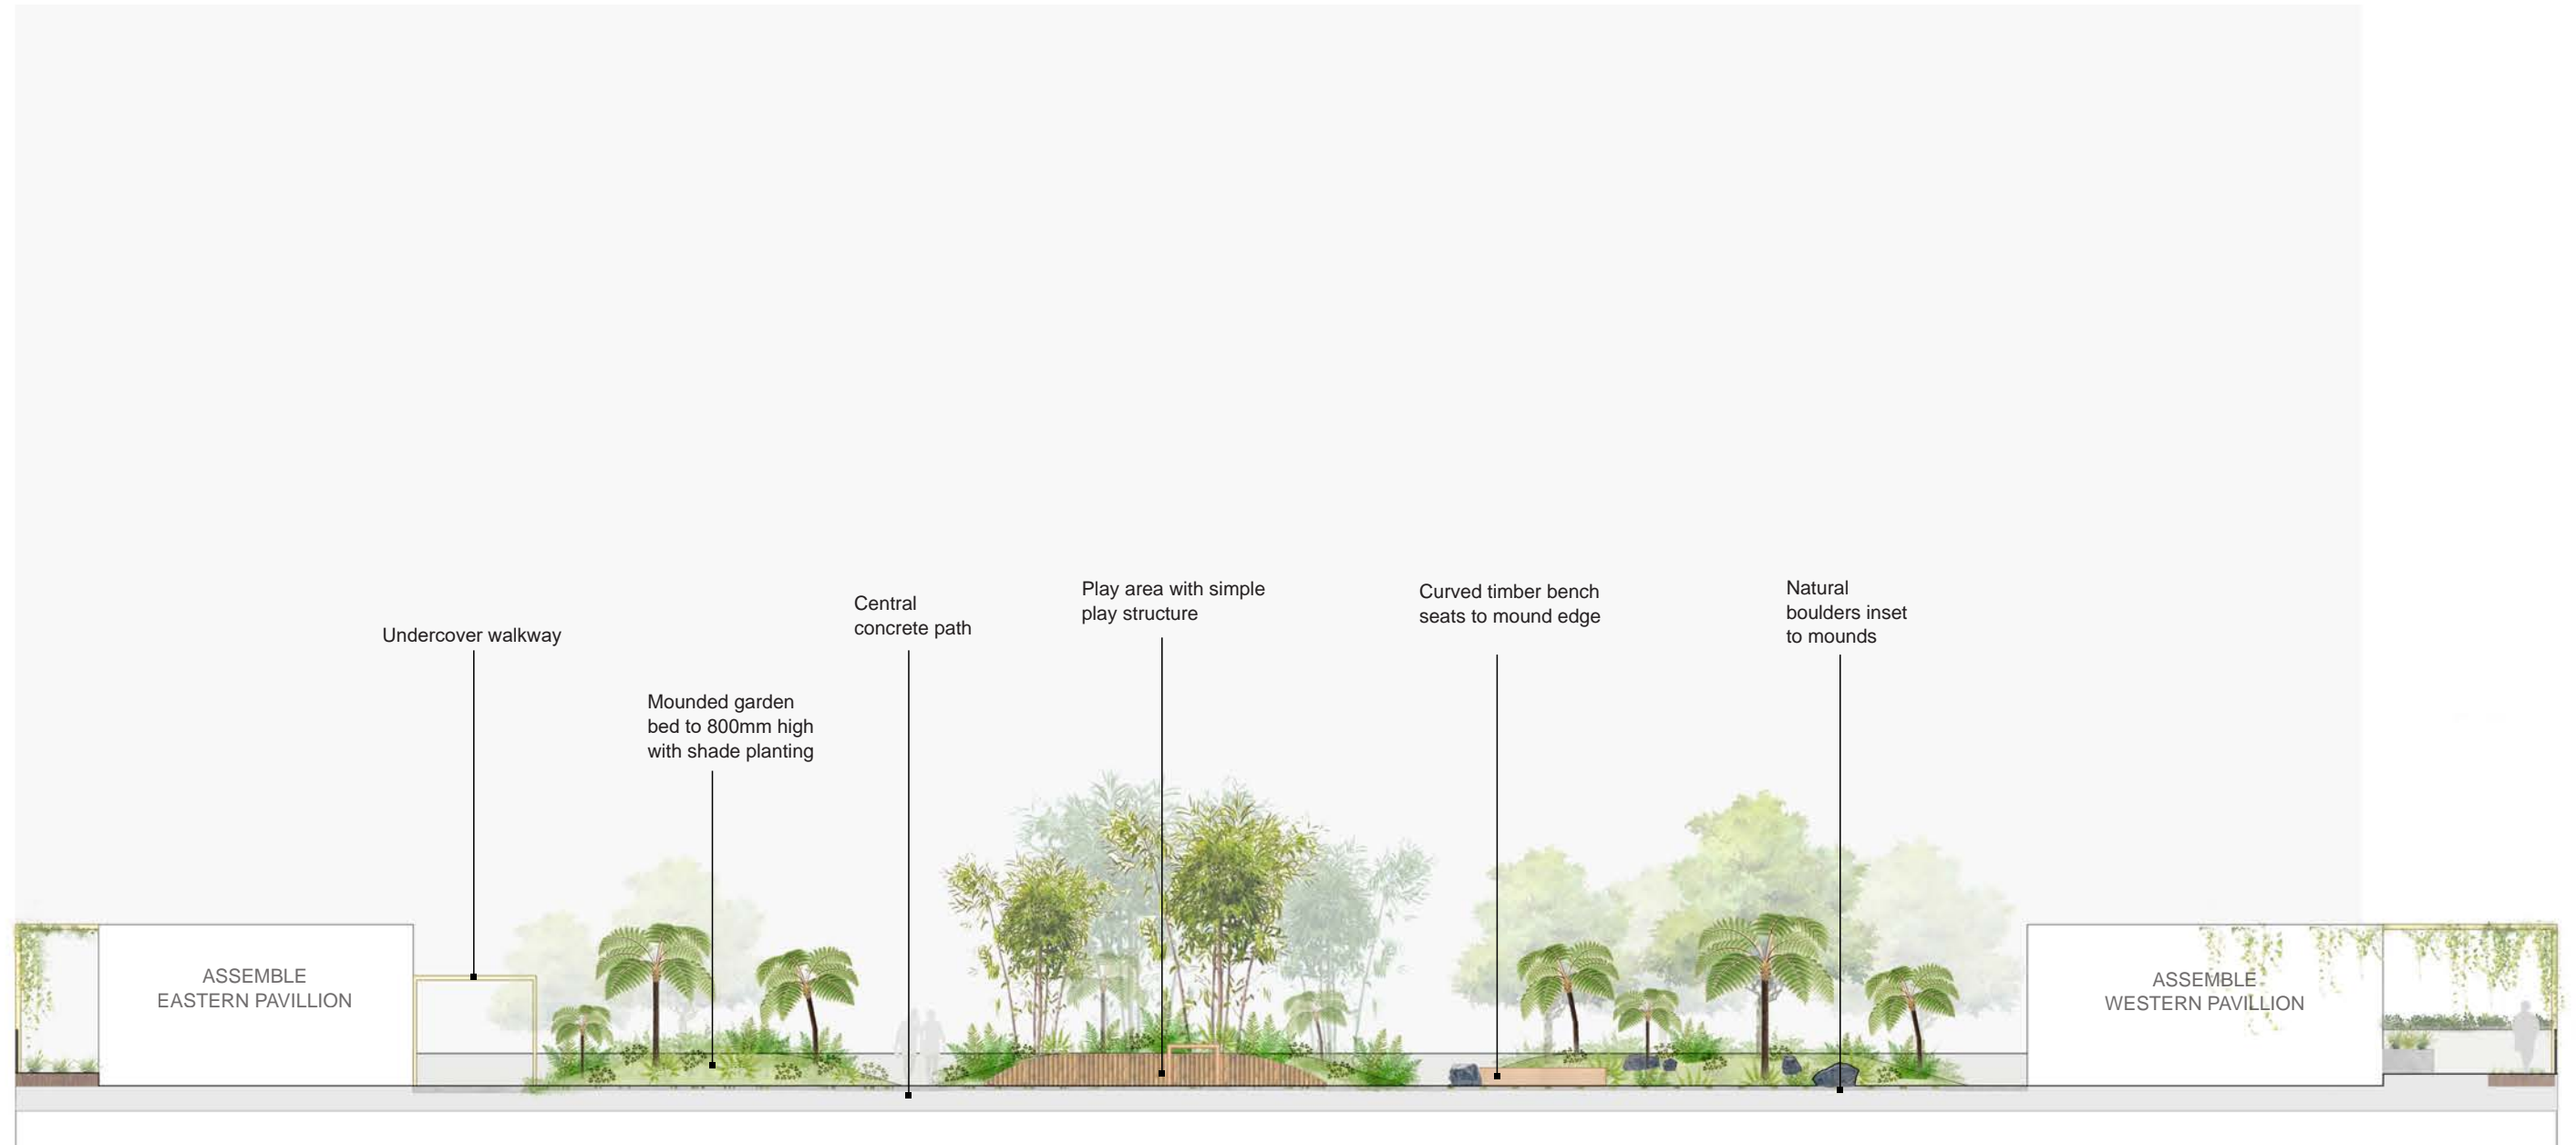 Undercover walkway
Mounded garden
bed to 800mm high
with shade planting
Central
concrete path
Play area with simple
play structure
Curved timber bench
seats to mound edge
Natural
boulders inset
to mounds
ASSEMBLE
EASTERN PAVILLION
ASSEMBLE
WESTERN PAVILLION